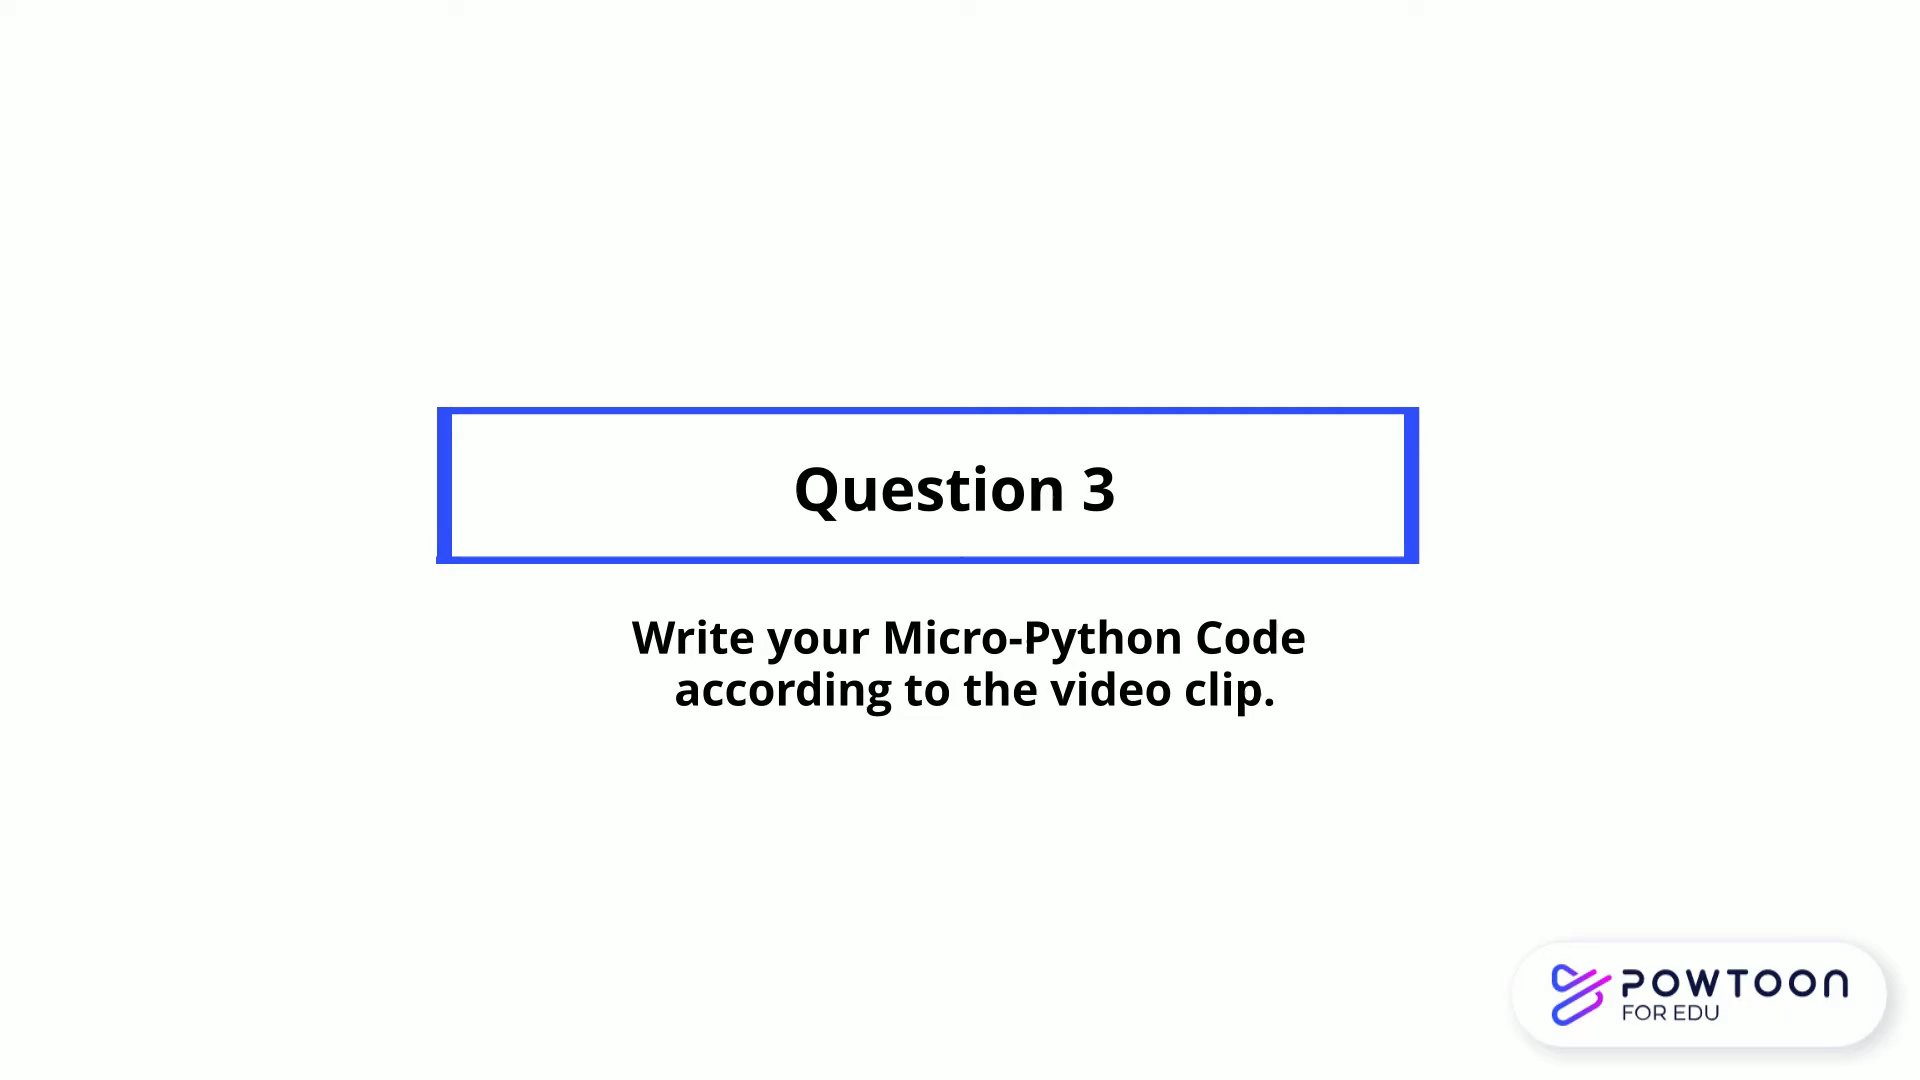 Question 3
Write your Micro-Python Code
according to the video clip.
POWTOON
FOR EDU